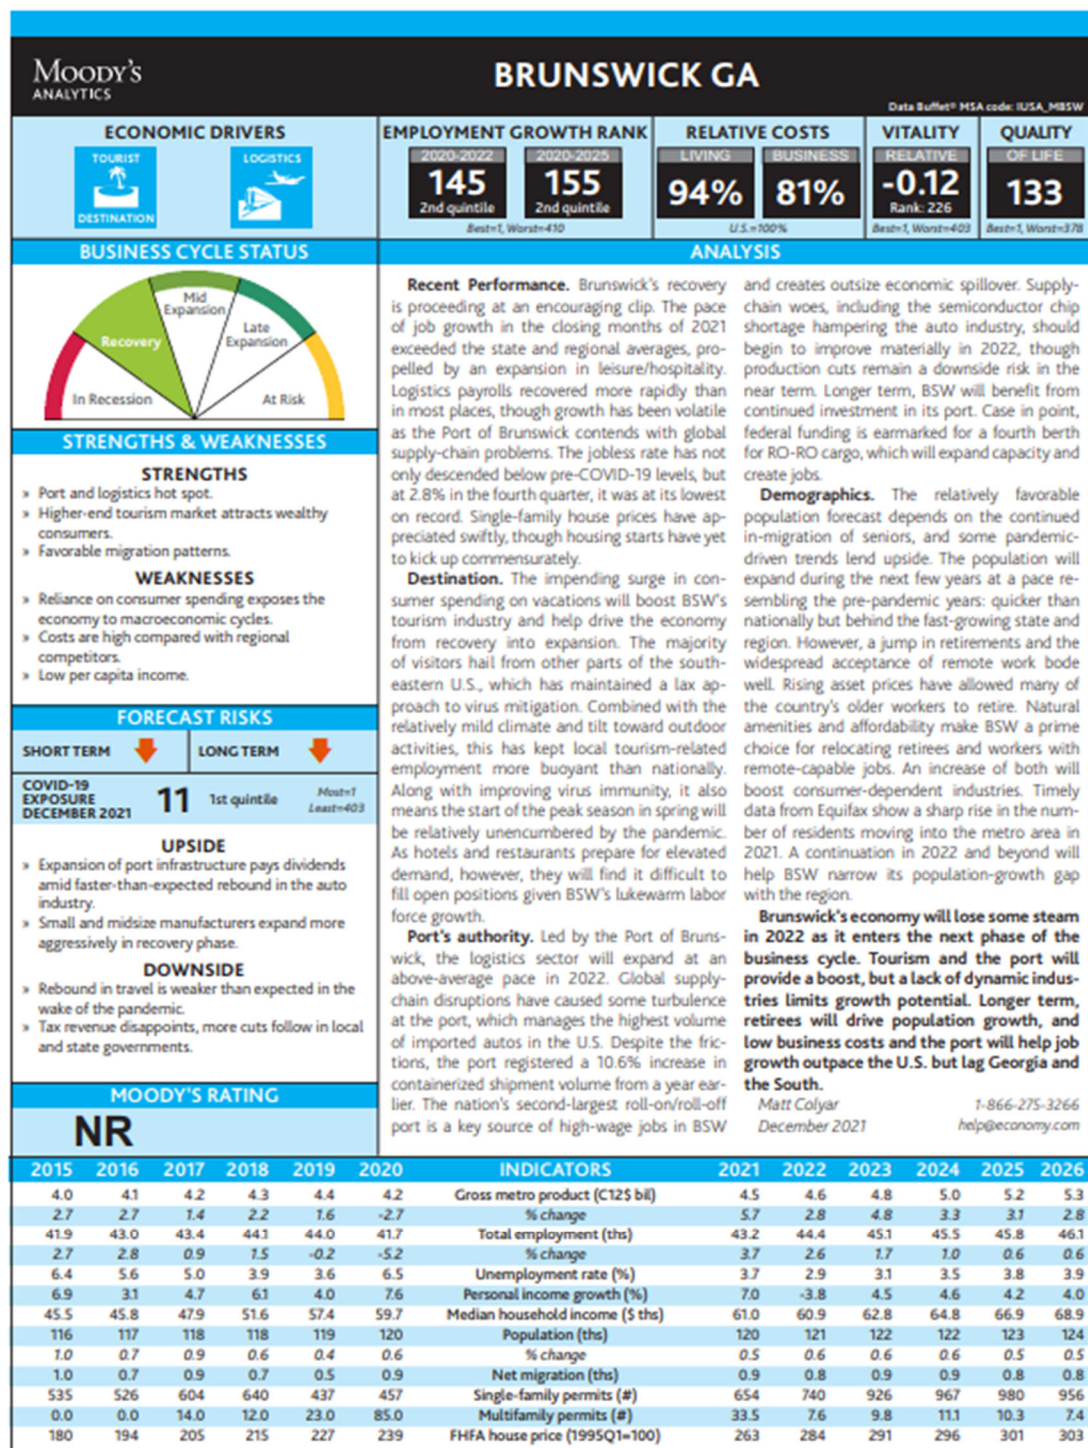 MOODY'S
ANALYTICS
BRUNSWICK GA
Data Buffet® MSA code: IUSA_MBSW
ECONOMIC DRIVERS
TOURIST
DESTINATION
LOGISTICS
EMPLOYMENT GROWTH RANK
2020-2022
145
2nd quintile
2020-2025
155
2nd quintile
Best=1, Worst=410
RELATIVE COSTS
LIVING
94%
BUSINESS
81%
U.S.=100%
VITALITY
RELATIVE
-0.12
Rank: 226
Best=1, Worst=403
QUALITY
OF LIFE
133
Best=1, Worst=378
BUSINESS CYCLE STATUS
In Recession
Recovery
Mid
Expansion
Late
Expansion
At Risk
STRENGTHS & WEAKNESSES
STRENGTHS
» Port and logistics hot spot.
» Higher-end tourism market attracts wealthy
consumers.
» Favorable migration patterns.
WEAKNESSES
» Reliance on consumer spending exposes the
economy to macroeconomic cycles.
» Costs are high compared with regional
competitors.
» Low per capita income.
FORECAST RISKS
SHORT TERM
LONG TERM
COVID-19
EXPOSURE
DECEMBER 2021
11
1st quintile
Most=1
Least=403
UPSIDE
» Expansion of port infrastructure pays dividends
amid faster-than-expected rebound in the auto
industry.
» Small and midsize manufacturers expand more
aggressively in recovery phase.
DOWNSIDE
» Rebound in travel is weaker than expected in the
wake of the pandemic.
» Tax revenue disappoints, more cuts follow in local
and state governments.
MOODY'S RATING
NR
ANALYSIS
Recent Performance. Brunswick's recovery
is proceeding at an encouraging clip. The pace
of job growth in the closing months of 2021
exceeded the state and regional averages, pro-
pelled by an expansion in leisure/hospitality.
Logistics payrolls recovered more rapidly than
in most places, though growth has been volatile
as the Port of Brunswick contends with global
supply-chain problems. The jobless rate has not
only descended below pre-COVID-19 levels, but
at 2.8% in the fourth quarter, it was at its lowest
on record. Single-family house prices have ap-
preciated swiftly, though housing starts have yet
to kick up commensurately.
Destination. The impending surge in con-
sumer spending on vacations will boost BSW's
tourism industry and help drive the economy
from recovery into expansion. The majority
of visitors hail from other parts of the south-
eastern U.S., which has maintained a lax ap-
proach to virus mitigation. Combined with the
relatively mild climate and tilt toward outdoor
activities, this has kept local tourism-related
employment more buoyant than nationally.
Along with improving virus immunity, it also
means the start of the peak season in spring will
be relatively unencumbered by the pandemic.
As hotels and restaurants prepare for elevated
demand, however, they will find it difficult to
fill open positions given BSW's lukewarm labor
force growth.
Port's authority. Led by the Port of Bruns-
wick, the logistics sector will expand at an
above-average pace in 2022. Global supply-
chain disruptions have caused some turbulence
at the port, which manages the highest volume
of imported autos in the U.S. Despite the fric-
tions, the port registered a 10.6% increase in
containerized shipment volume from a year ear-
lier. The nation's second-largest roll-on/roll-off
port is a key source of high-wage jobs in BSW
and creates outsize economic spillover. Supply-
chain woes, including the semiconductor chip
shortage hampering the auto industry, should
begin to improve materially in 2022, though
production cuts remain a downside risk in the
near term. Longer term, BSW will benefit from
continued investment in its port. Case in point,
federal funding is earmarked for a fourth berth
for RO-RO cargo, which will expand capacity and
create jobs.
Demographics. The relatively favorable
population forecast depends on the continued
in-migration of seniors, and some pandemic-
driven trends lend upside. The population will
expand during the next few years at a pace re-
sembling the pre-pandemic years: quicker than
nationally but behind the fast-growing state and
region. However, a jump in retirements and the
widespread acceptance of remote work bode
well. Rising asset prices have allowed many of
the country's older workers to retire. Natural
amenities and affordability make BSW a prime
choice for relocating retirees and workers with
remote-capable jobs. An increase of both will
boost consumer-dependent industries. Timely
data from Equifax show a sharp rise in the num-
ber of residents moving into the metro area in
2021. A continuation in 2022 and beyond will
help BSW narrow its population-growth gap
with the region.
Brunswick's economy will lose some steam
in 2022 as it enters the next phase of the
business cycle. Tourism and the port will
provide a boost, but a lack of dynamic indus-
tries limits growth potential. Longer term,
retirees will drive population growth, and
low business costs and the port will help job
growth outpace the U.S. but lag Georgia and
the South.
Matt Colyar 1-866-275-3266
December 2021 help@economy.com
2015 2016 2017 2018 2019 2020 INDICATORS 2021 2022 2023 2024 2025 2026
4.0 4.1 4.2 4.3 4.4 4.2 Gross metro product (C12$ bil) 4.5 4.6 4.8 5.0 5.2 5.3
2.7 2.7 1.4 2.2 1.6 -2.7 % change 5.7 2.8 4.8 3.3 3.1 2.8
41.9 43.0 43.4 44.1 44.0 41.7 Total employment (ths) 43.2 44.4 45.1 45.5 45.8 46.1
2.7 2.8 0.9 1.5 -0.2 -5.2 % change 3.7 2.6 1.7 1.0 0.6 0.6
6.4 5.6 5.0 3.9 3.6 6.5 Unemployment rate (%) 3.7 2.9 3.1 3.5 3.8 3.9
6.9 3.1 4.7 6.1 4.0 7.6 Personal income growth (%) 7.0 -3.8 4.5 4.6 4.2 4.0
45.5 45.8 47.9 51.6 57.4 59.7 Median household income ($ ths) 61.0 60.9 62.8 64.8 66.9 68.9
116 117 118 118 119 120 Population (ths) 120 121 122 122 123 124
1.0 0.7 0.9 0.6 0.4 0.6 % change 0.5 0.6 0.6 0.6 0.5 0.5
1.0 0.7 0.9 0.7 0.5 0.9 Net migration (ths) 0.9 0.8 0.9 0.9 0.8 0.8
535 526 604 640 437 457 Single-family permits (#) 654 740 926 967 980 956
0.0 0.0 14.0 12.0 23.0 85.0 Multifamily permits (#) 33.5 7.6 9.8 11.1 10.3 7.4
180 194 205 215 227 239 FHFA house price (1995Q1=100) 263 284 291 296 301 303